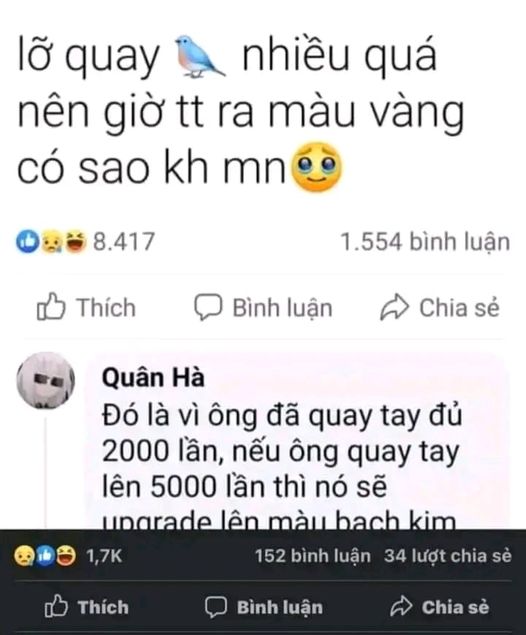 lỡ quay 🐦 nhiều quá
nên giờ tt ra màu vàng
có sao kh mn🥹
8.417
1.554 bình luận
Thích
Bình luận
Chia sẻ
Quân Hà
Đó là vì ông đã quay tay đủ
2000 lần, nếu ông quay tay
lên 5000 lần thì nó sẽ
upgrade lên màu bạch kim
1,7K
152 bình luận
34 lượt chia sẻ
Thích
Bình luận
Chia sẻ